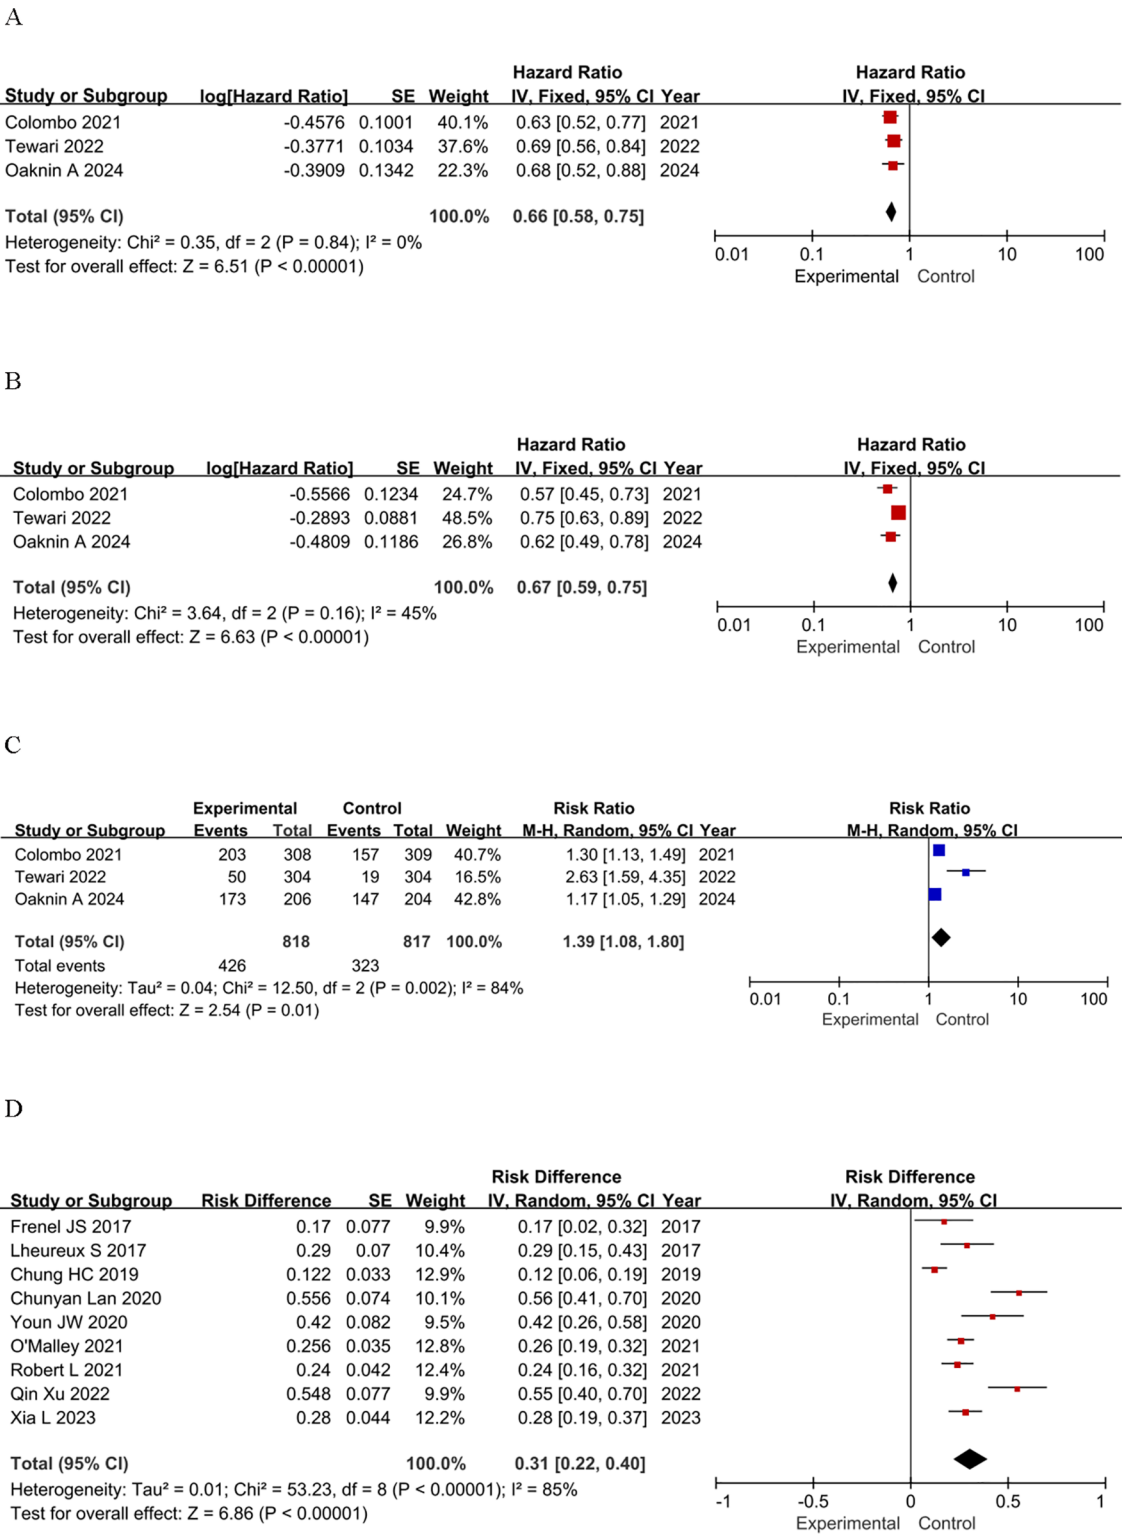 A
Hazard Ratio Hazard Ratio
Study or Subgroup log[Hazard Ratio] SE Weight IV, Fixed, 95% CI Year IV, Fixed, 95% CI
Colombo 2021 -0.4576 0.1001 40.1% 0.63 [0.52, 0.77] 2021
Tewari 2022 -0.3771 0.1034 37.6% 0.69 [0.56, 0.84] 2022
Oaknin A 2024 -0.3909 0.1342 22.3% 0.68 [0.52, 0.88] 2024
Total (95% CI) 100.0% 0.66 [0.58, 0.75]
Heterogeneity: Chi² = 0.35, df = 2 (P = 0.84); I² = 0%
Test for overall effect: Z = 6.51 (P < 0.00001)
0.01 0.1 1 10 100
Experimental Control
B
Hazard Ratio Hazard Ratio
Study or Subgroup log[Hazard Ratio] SE Weight IV, Fixed, 95% CI Year IV, Fixed, 95% CI
Colombo 2021 -0.5566 0.1234 24.7% 0.57 [0.45, 0.73] 2021
Tewari 2022 -0.2893 0.0881 48.5% 0.75 [0.63, 0.89] 2022
Oaknin A 2024 -0.4809 0.1186 26.8% 0.62 [0.49, 0.78] 2024
Total (95% CI) 100.0% 0.67 [0.59, 0.75]
Heterogeneity: Chi² = 3.64, df = 2 (P = 0.16); I² = 45%
Test for overall effect: Z = 6.63 (P < 0.00001)
0.01 0.1 1 10 100
Experimental Control
C
Experimental Control Risk Ratio Risk Ratio
Study or Subgroup Events Total Events Total Weight M-H, Random, 95% CI Year M-H, Random, 95% CI
Colombo 2021 203 308 157 309 40.7% 1.30 [1.13, 1.49] 2021
Tewari 2022 50 304 19 304 16.5% 2.63 [1.59, 4.35] 2022
Oaknin A 2024 173 206 147 204 42.8% 1.17 [1.05, 1.29] 2024
Total (95% CI) 818 817 100.0% 1.39 [1.08, 1.80]
Total events 426 323
Heterogeneity: Tau² = 0.04; Chi² = 12.50, df = 2 (P = 0.002); I² = 84%
Test for overall effect: Z = 2.54 (P = 0.01)
0.01 0.1 1 10 100
Experimental Control
D
Risk Difference Risk Difference
Study or Subgroup Risk Difference SE Weight IV, Random, 95% CI Year IV, Random, 95% CI
Frenel JS 2017 0.17 0.077 9.9% 0.17 [0.02, 0.32] 2017
Lheureux S 2017 0.29 0.07 10.4% 0.29 [0.15, 0.43] 2017
Chung HC 2019 0.122 0.033 12.9% 0.12 [0.06, 0.19] 2019
Chunyan Lan 2020 0.556 0.074 10.1% 0.56 [0.41, 0.70] 2020
Youn JW 2020 0.42 0.082 9.5% 0.42 [0.26, 0.58] 2020
O'Malley 2021 0.256 0.035 12.8% 0.26 [0.19, 0.32] 2021
Robert L 2021 0.24 0.042 12.4% 0.24 [0.16, 0.32] 2021
Qin Xu 2022 0.548 0.077 9.9% 0.55 [0.40, 0.70] 2022
Xia L 2023 0.28 0.044 12.2% 0.28 [0.19, 0.37] 2023
Total (95% CI) 100.0% 0.31 [0.22, 0.40]
Heterogeneity: Tau² = 0.01; Chi² = 53.23, df = 8 (P < 0.00001); I² = 85%
Test for overall effect: Z = 6.86 (P < 0.00001)
-1 -0.5 0 0.5 1
Experimental Control